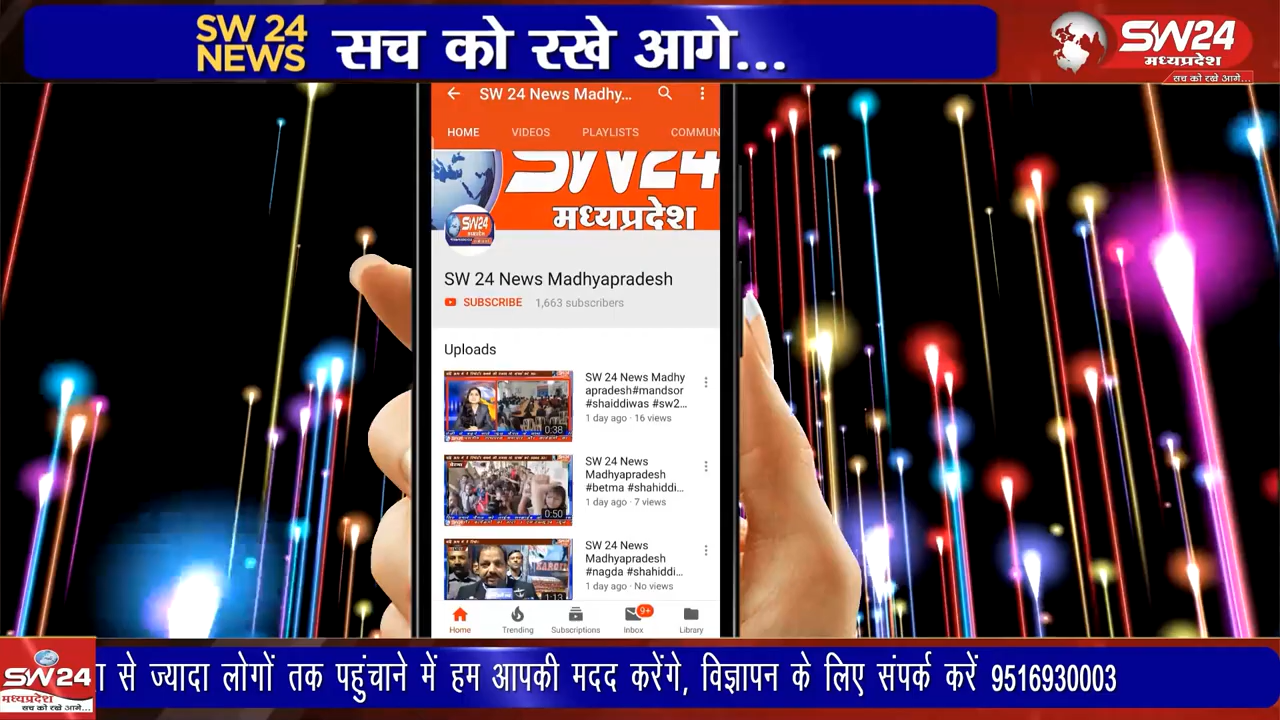 SW 24
NEWS
सच को रखे आगे...
SW24
मध्यप्रदेश
सच को रखे आगे...
SW 24 News Madhy...
HOME VIDEOS PLAYLISTS COMMUN
SW24
मध्यप्रदेश
SW24
SW 24 News Madhyapradesh
SUBSCRIBE 1,663 subscribers
Uploads
SW 24 News Madhy
apradesh#mandsor
#shaiddiwas #sw2...
1 day ago · 16 views
0:38
SW 24 News
Madhyapradesh
#betma #shahiddi...
1 day ago · 7 views
0:50
SW 24 News
Madhyapradesh
#nagda #shahiddi...
1 day ago · No views
1:13
9+
Home Trending Subscriptions Inbox Library
SW24
मध्यप्रदेश
सच को रखे आगे...
से ज्यादा लोगों तक पहुंचाने में हम आपकी मदद करेंगे, विज्ञापन के लिए संपर्क करें 9516930003